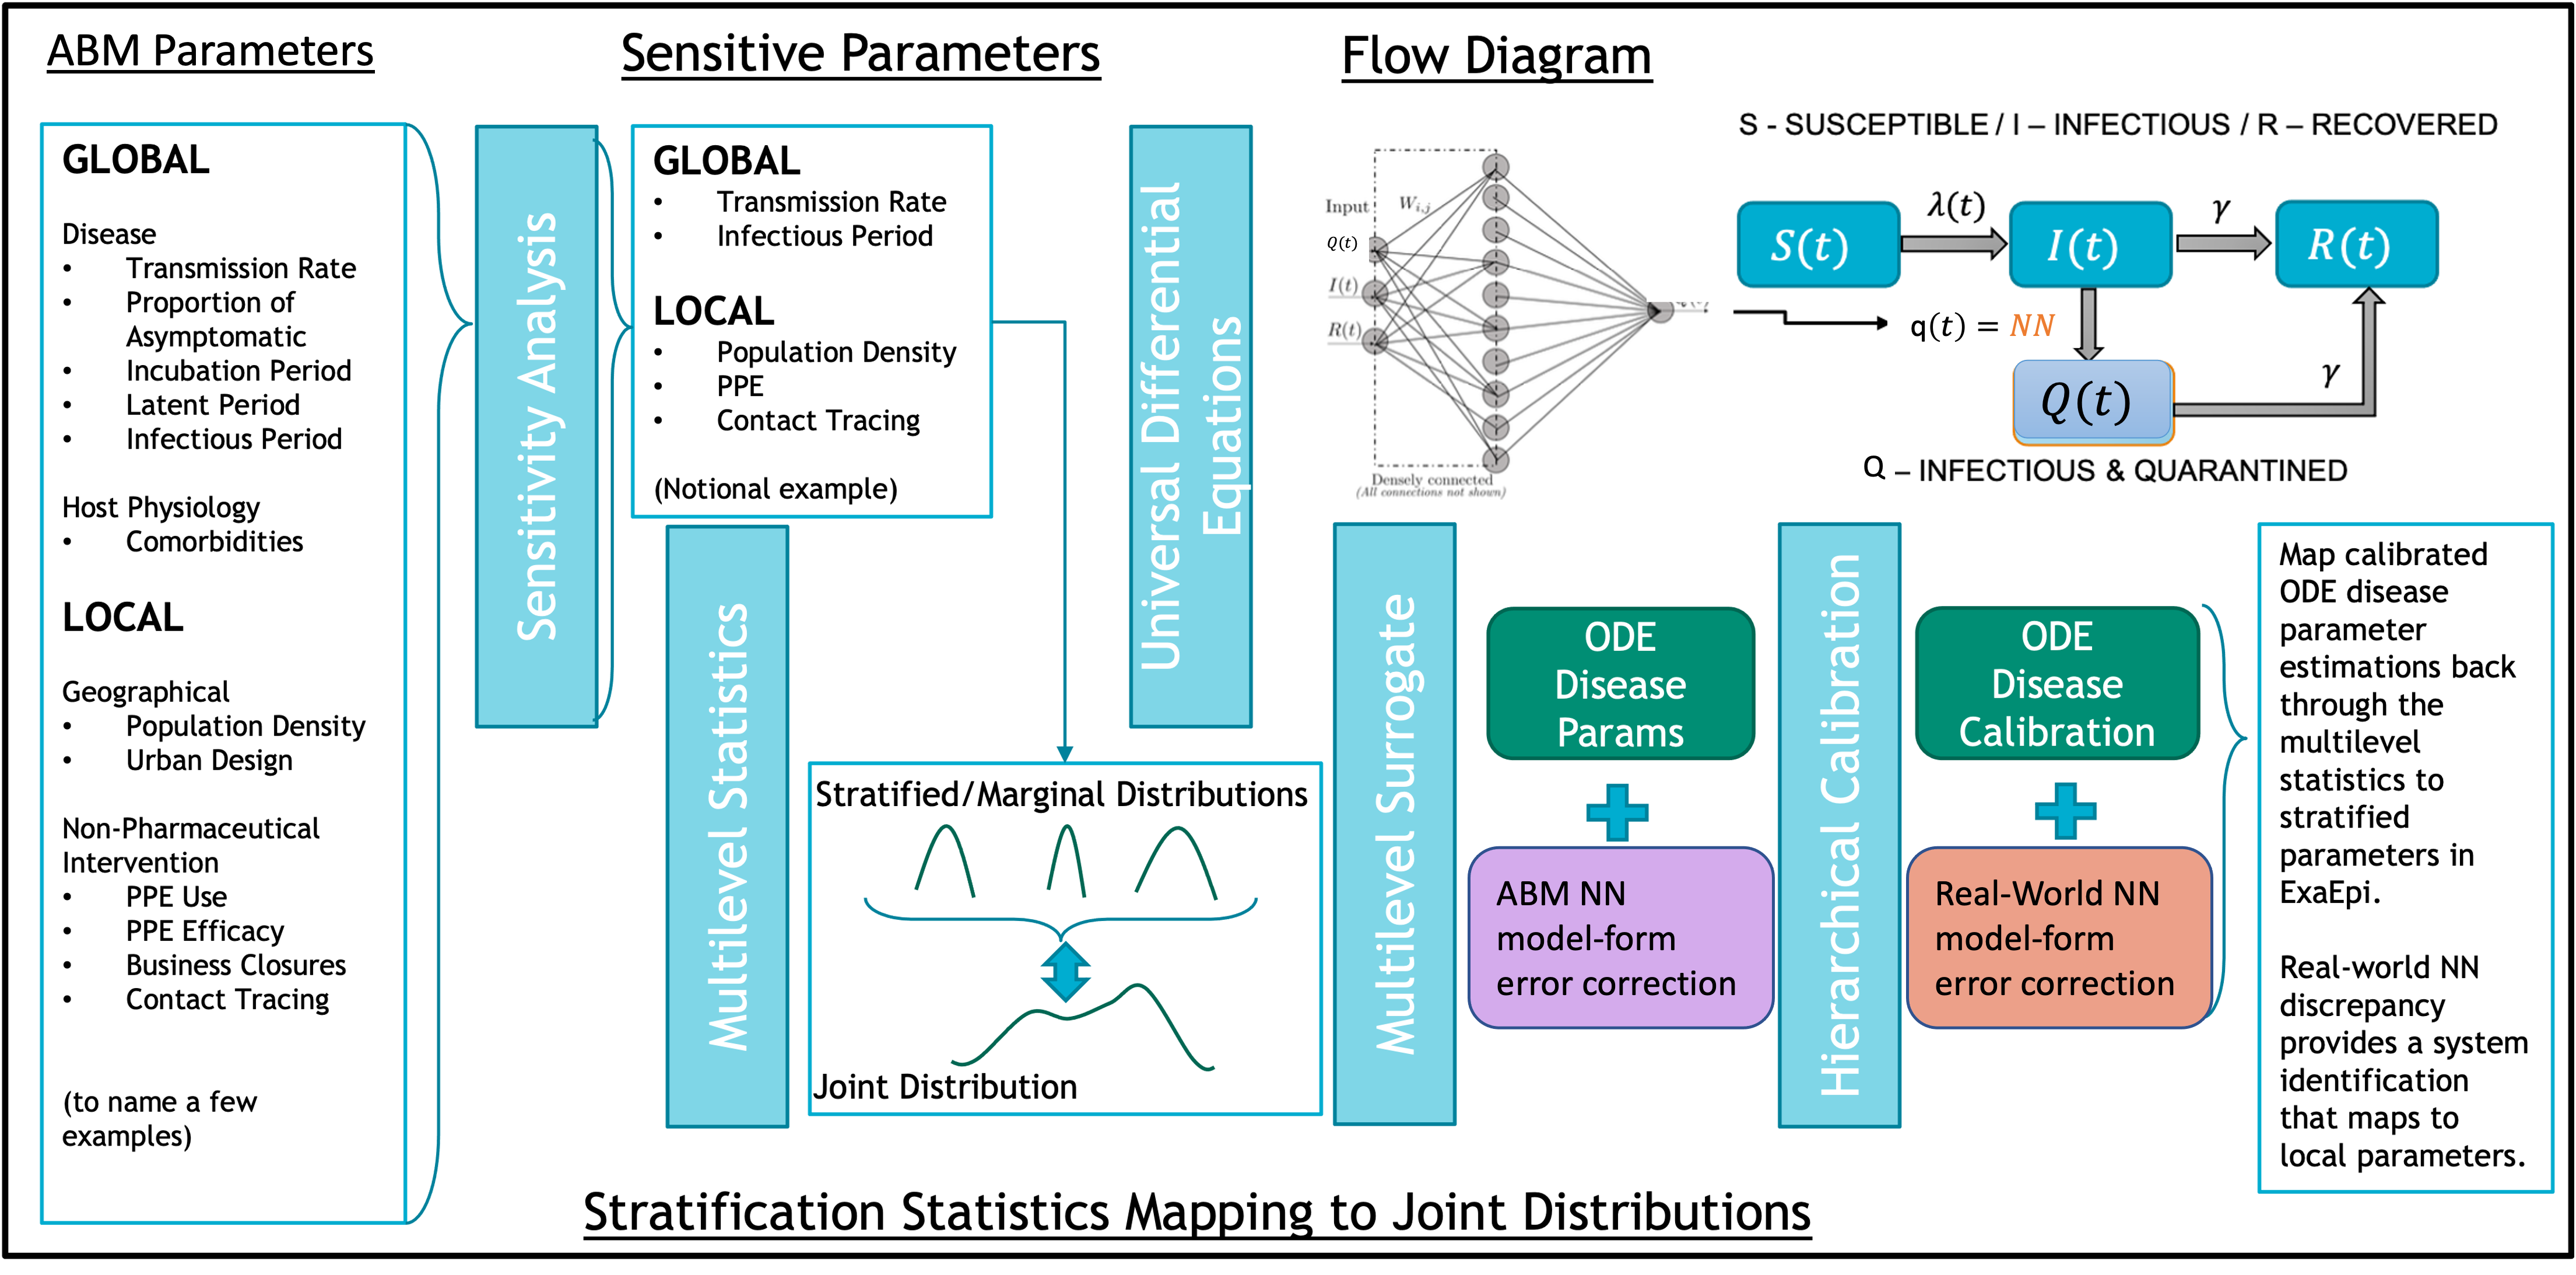 ABM Parameters
GLOBAL
Disease
• Transmission Rate
• Proportion of
Asymptomatic
• Incubation Period
• Latent Period
• Infectious Period
Host Physiology
• Comorbidities
LOCAL
Geographical
• Population Density
• Urban Design
Non-Pharmaceutical
Intervention
• PPE Use
• PPE Efficacy
• Business Closures
• Contact Tracing
(to name a few
examples)
Sensitivity Analysis
Sensitive Parameters
GLOBAL
• Transmission Rate
• Infectious Period
LOCAL
• Population Density
• PPE
• Contact Tracing
(Notional example)
Multilevel Statistics
Stratified/Marginal Distributions
Joint Distribution
Universal Differential
Equations
Flow Diagram
Input
W_{i,j}
Q(t)
I(t)
R(t)
Densely connected
(All connections not shown)
S - SUSCEPTIBLE / I – INFECTIOUS / R – RECOVERED
S(t)
λ(t)
I(t)
γ
R(t)
q(t) = NN
Q(t)
γ
Q – INFECTIOUS & QUARANTINED
Multilevel Surrogate
ODE
Disease
Params
ABM NN
model-form
error correction
Hierarchical Calibration
ODE
Disease
Calibration
Real-World NN
model-form
error correction
Map calibrated
ODE disease
parameter
estimations back
through the
multilevel
statistics to
stratified
parameters in
ExaEpi.
Real-world NN
discrepancy
provides a system
identification
that maps to
local parameters.
Stratification Statistics Mapping to Joint Distributions